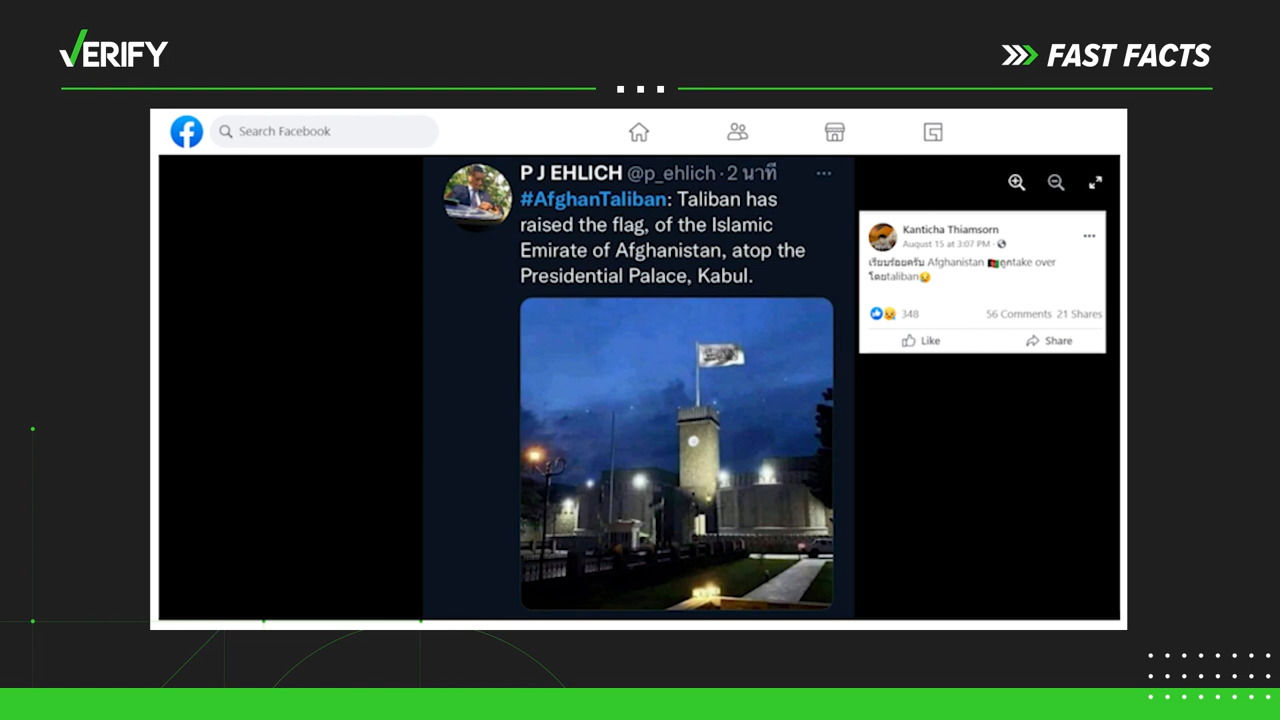 VERIFY
FAST FACTS
Search Facebook
P J EHLICH @p_ehlich · 2 นาที
#AfghanTaliban: Taliban has
raised the flag, of the Islamic
Emirate of Afghanistan, atop the
Presidential Palace, Kabul.
Kanticha Thiamsorn
August 15 at 3:07 PM ·
เรียบร้อยครับ Afghanistan 🇦🇫ถูกtake over
โดยtaliban😢
348
56 Comments 21 Shares
Like
Share